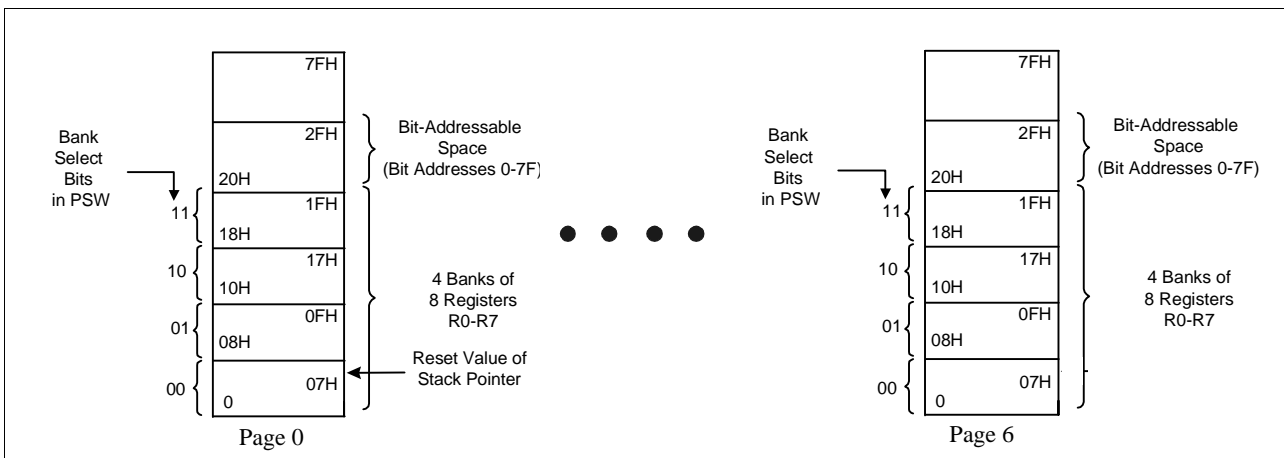 7FH
Bank
Select
Bits
in PSW
2FH
20H
Bit-Addressable
Space
(Bit Addresses 0-7F)
11
1FH
18H
10
17H
10H
4 Banks of
8 Registers
R0-R7
01
0FH
08H
00
07H
0
Reset Value of
Stack Pointer
Page 0
7FH
Bank
Select
Bits
in PSW
2FH
20H
Bit-Addressable
Space
(Bit Addresses 0-7F)
11
1FH
18H
10
17H
10H
4 Banks of
8 Registers
R0-R7
01
0FH
08H
00
07H
0
Page 6